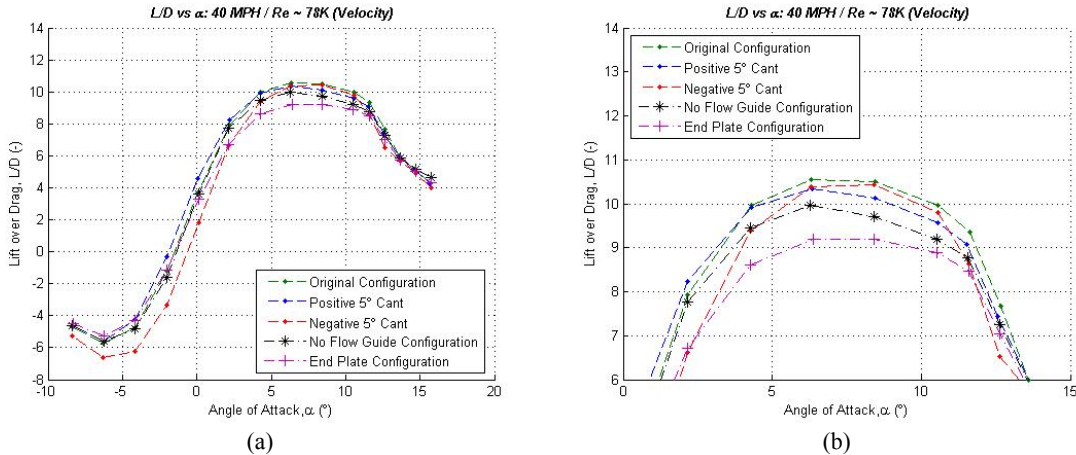 L/D vs α: 40 MPH / Re ~ 78K (Velocity)
14
12
10
8
6
4
2
0
-2
-4
-6
-8
Lift over Drag, L/D (-)
Original Configuration
Positive 5° Cant
Negative 5° Cant
No Flow Guide Configuration
End Plate Configuration
-10
-5
0
5
10
15
20
Angle of Attack,α (°)
(a)
L/D vs α: 40 MPH / Re ~ 78K (Velocity)
14
13
12
11
10
9
8
7
6
Lift over Drag, L/D (-)
Original Configuration
Positive 5° Cant
Negative 5° Cant
No Flow Guide Configuration
End Plate Configuration
0
5
10
15
Angle of Attack,α (°)
(b)